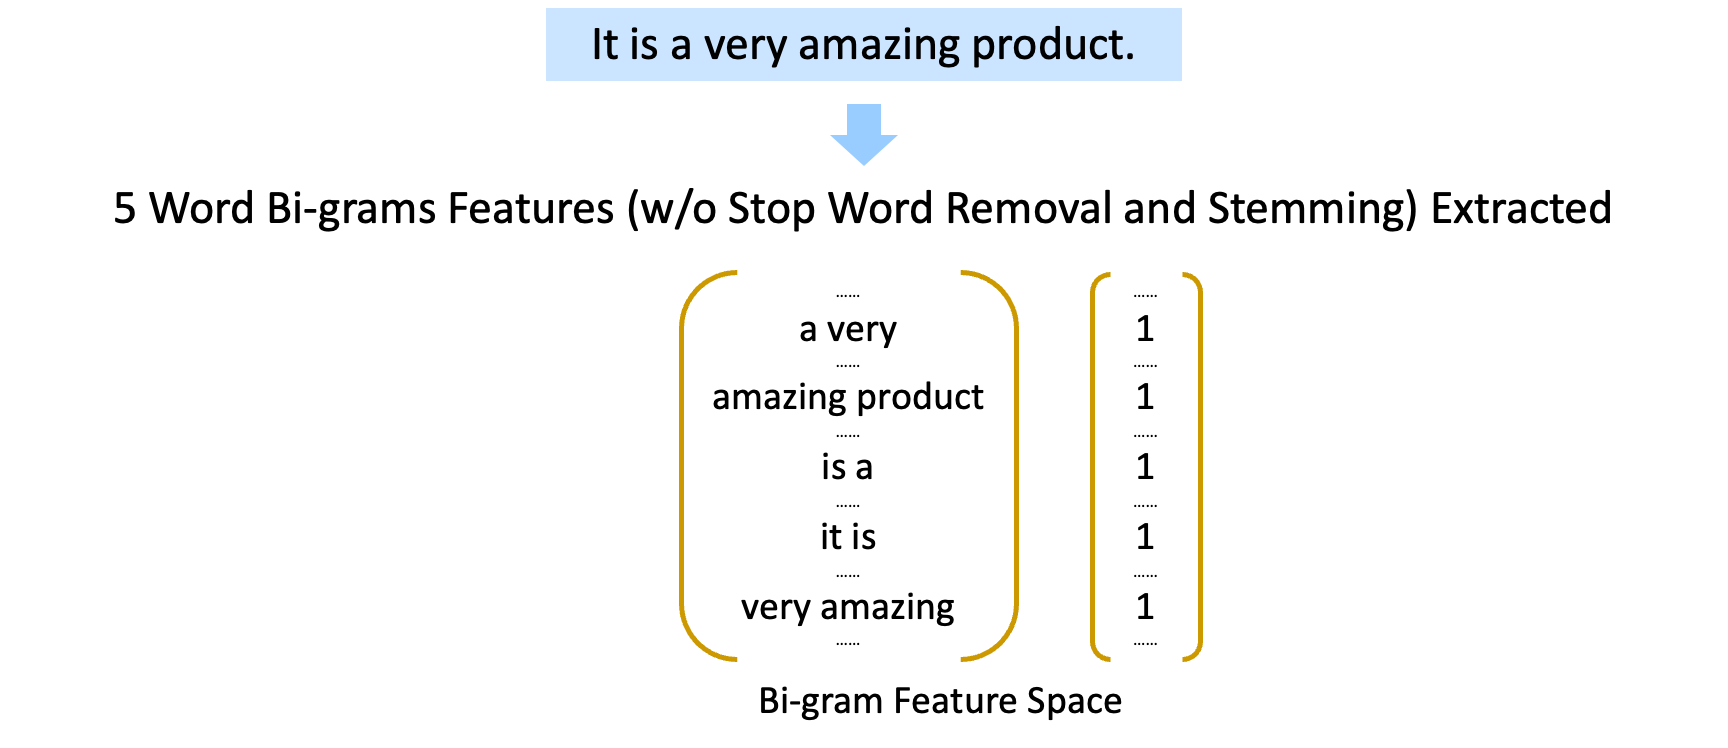 It is a very amazing product.
5 Word Bi-grams Features (w/o Stop Word Removal and Stemming) Extracted
...... ......
a very 1
...... ......
amazing product 1
...... ......
is a 1
...... ......
it is 1
...... ......
very amazing 1
...... ......
Bi-gram Feature Space